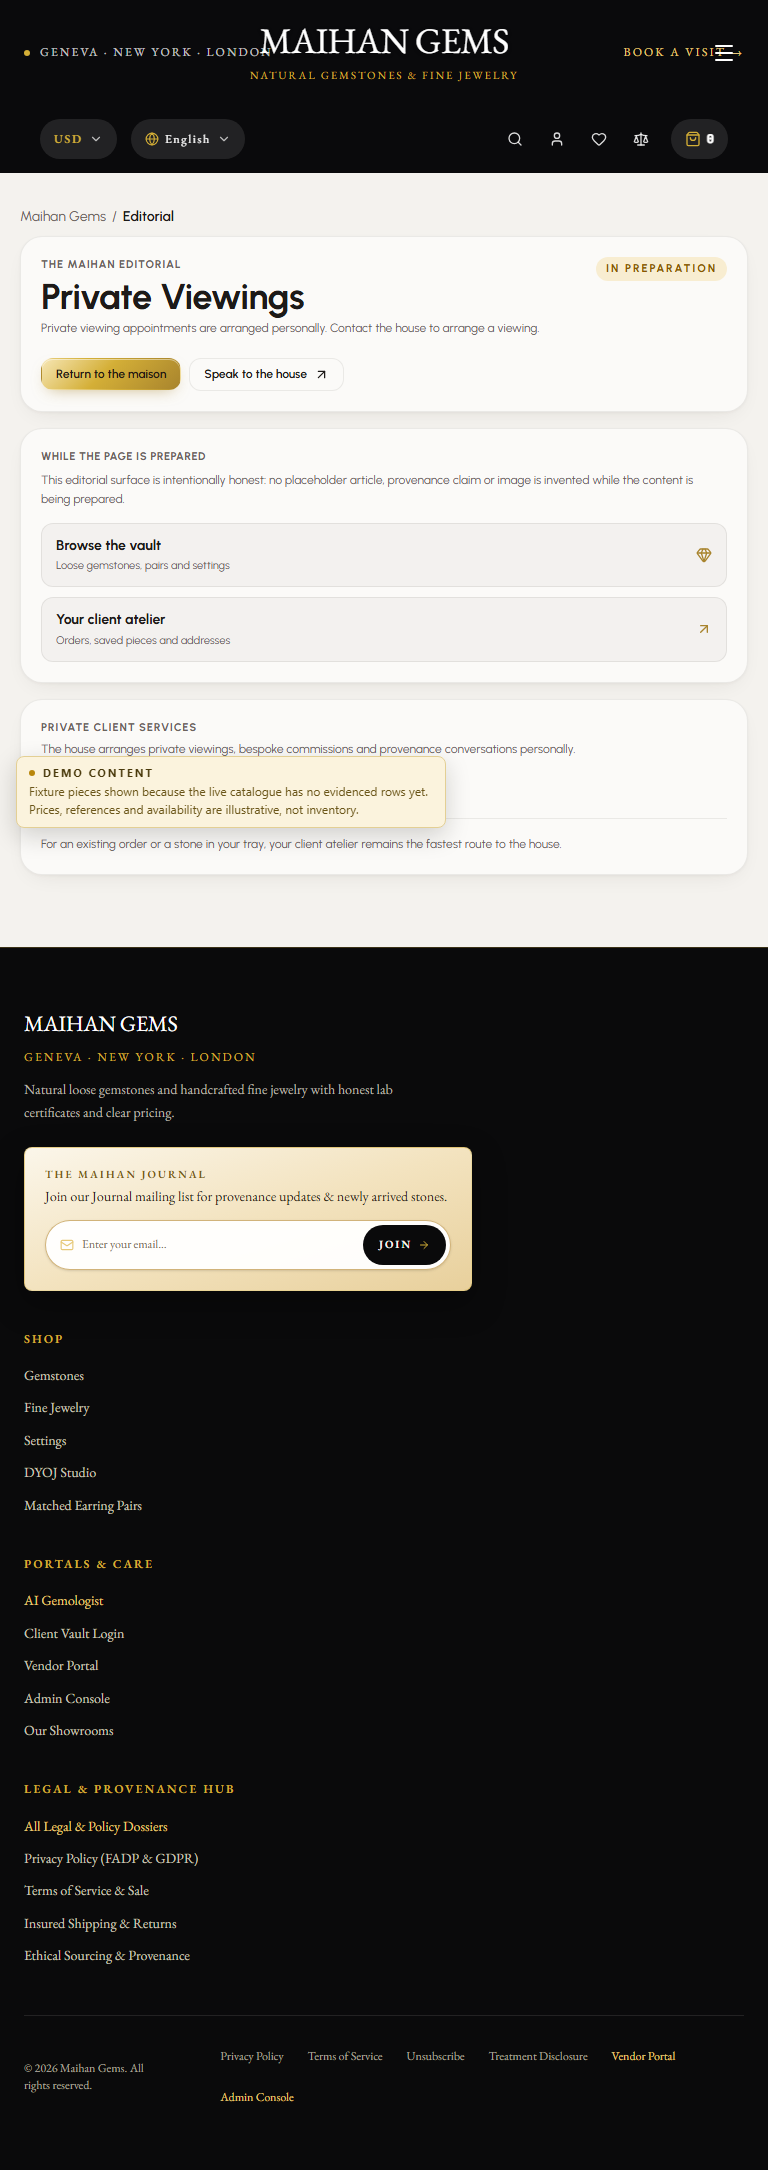 GENEVA · NEW YORK · LONDON
MAIHAN GEMS
NATURAL GEMSTONES & FINE JEWELRY
BOOK A VISIT →
USD
English
0
Maihan Gems / Editorial
THE MAIHAN EDITORIAL
IN PREPARATION
Private Viewings
Private viewing appointments are arranged personally. Contact the house to arrange a viewing.
Return to the maison
Speak to the house
WHILE THE PAGE IS PREPARED
This editorial surface is intentionally honest: no placeholder article, provenance claim or image is invented while the content is
being prepared.
Browse the vault
Loose gemstones, pairs and settings
Your client atelier
Orders, saved pieces and addresses
PRIVATE CLIENT SERVICES
The house arranges private viewings, bespoke commissions and provenance conversations personally.
DEMO CONTENT
Fixture pieces shown because the live catalogue has no evidenced rows yet.
Prices, references and availability are illustrative, not inventory.
For an existing order or a stone in your tray, your client atelier remains the fastest route to the house.
MAIHAN GEMS
GENEVA · NEW YORK · LONDON
Natural loose gemstones and handcrafted fine jewelry with honest lab
certificates and clear pricing.
THE MAIHAN JOURNAL
Join our Journal mailing list for provenance updates & newly arrived stones.
Enter your email...
JOIN →
SHOP
Gemstones
Fine Jewelry
Settings
DYOJ Studio
Matched Earring Pairs
PORTALS & CARE
AI Gemologist
Client Vault Login
Vendor Portal
Admin Console
Our Showrooms
LEGAL & PROVENANCE HUB
All Legal & Policy Dossiers
Privacy Policy (FADP & GDPR)
Terms of Service & Sale
Insured Shipping & Returns
Ethical Sourcing & Provenance
© 2026 Maihan Gems. All
rights reserved.
Privacy Policy
Terms of Service
Unsubscribe
Treatment Disclosure
Vendor Portal
Admin Console